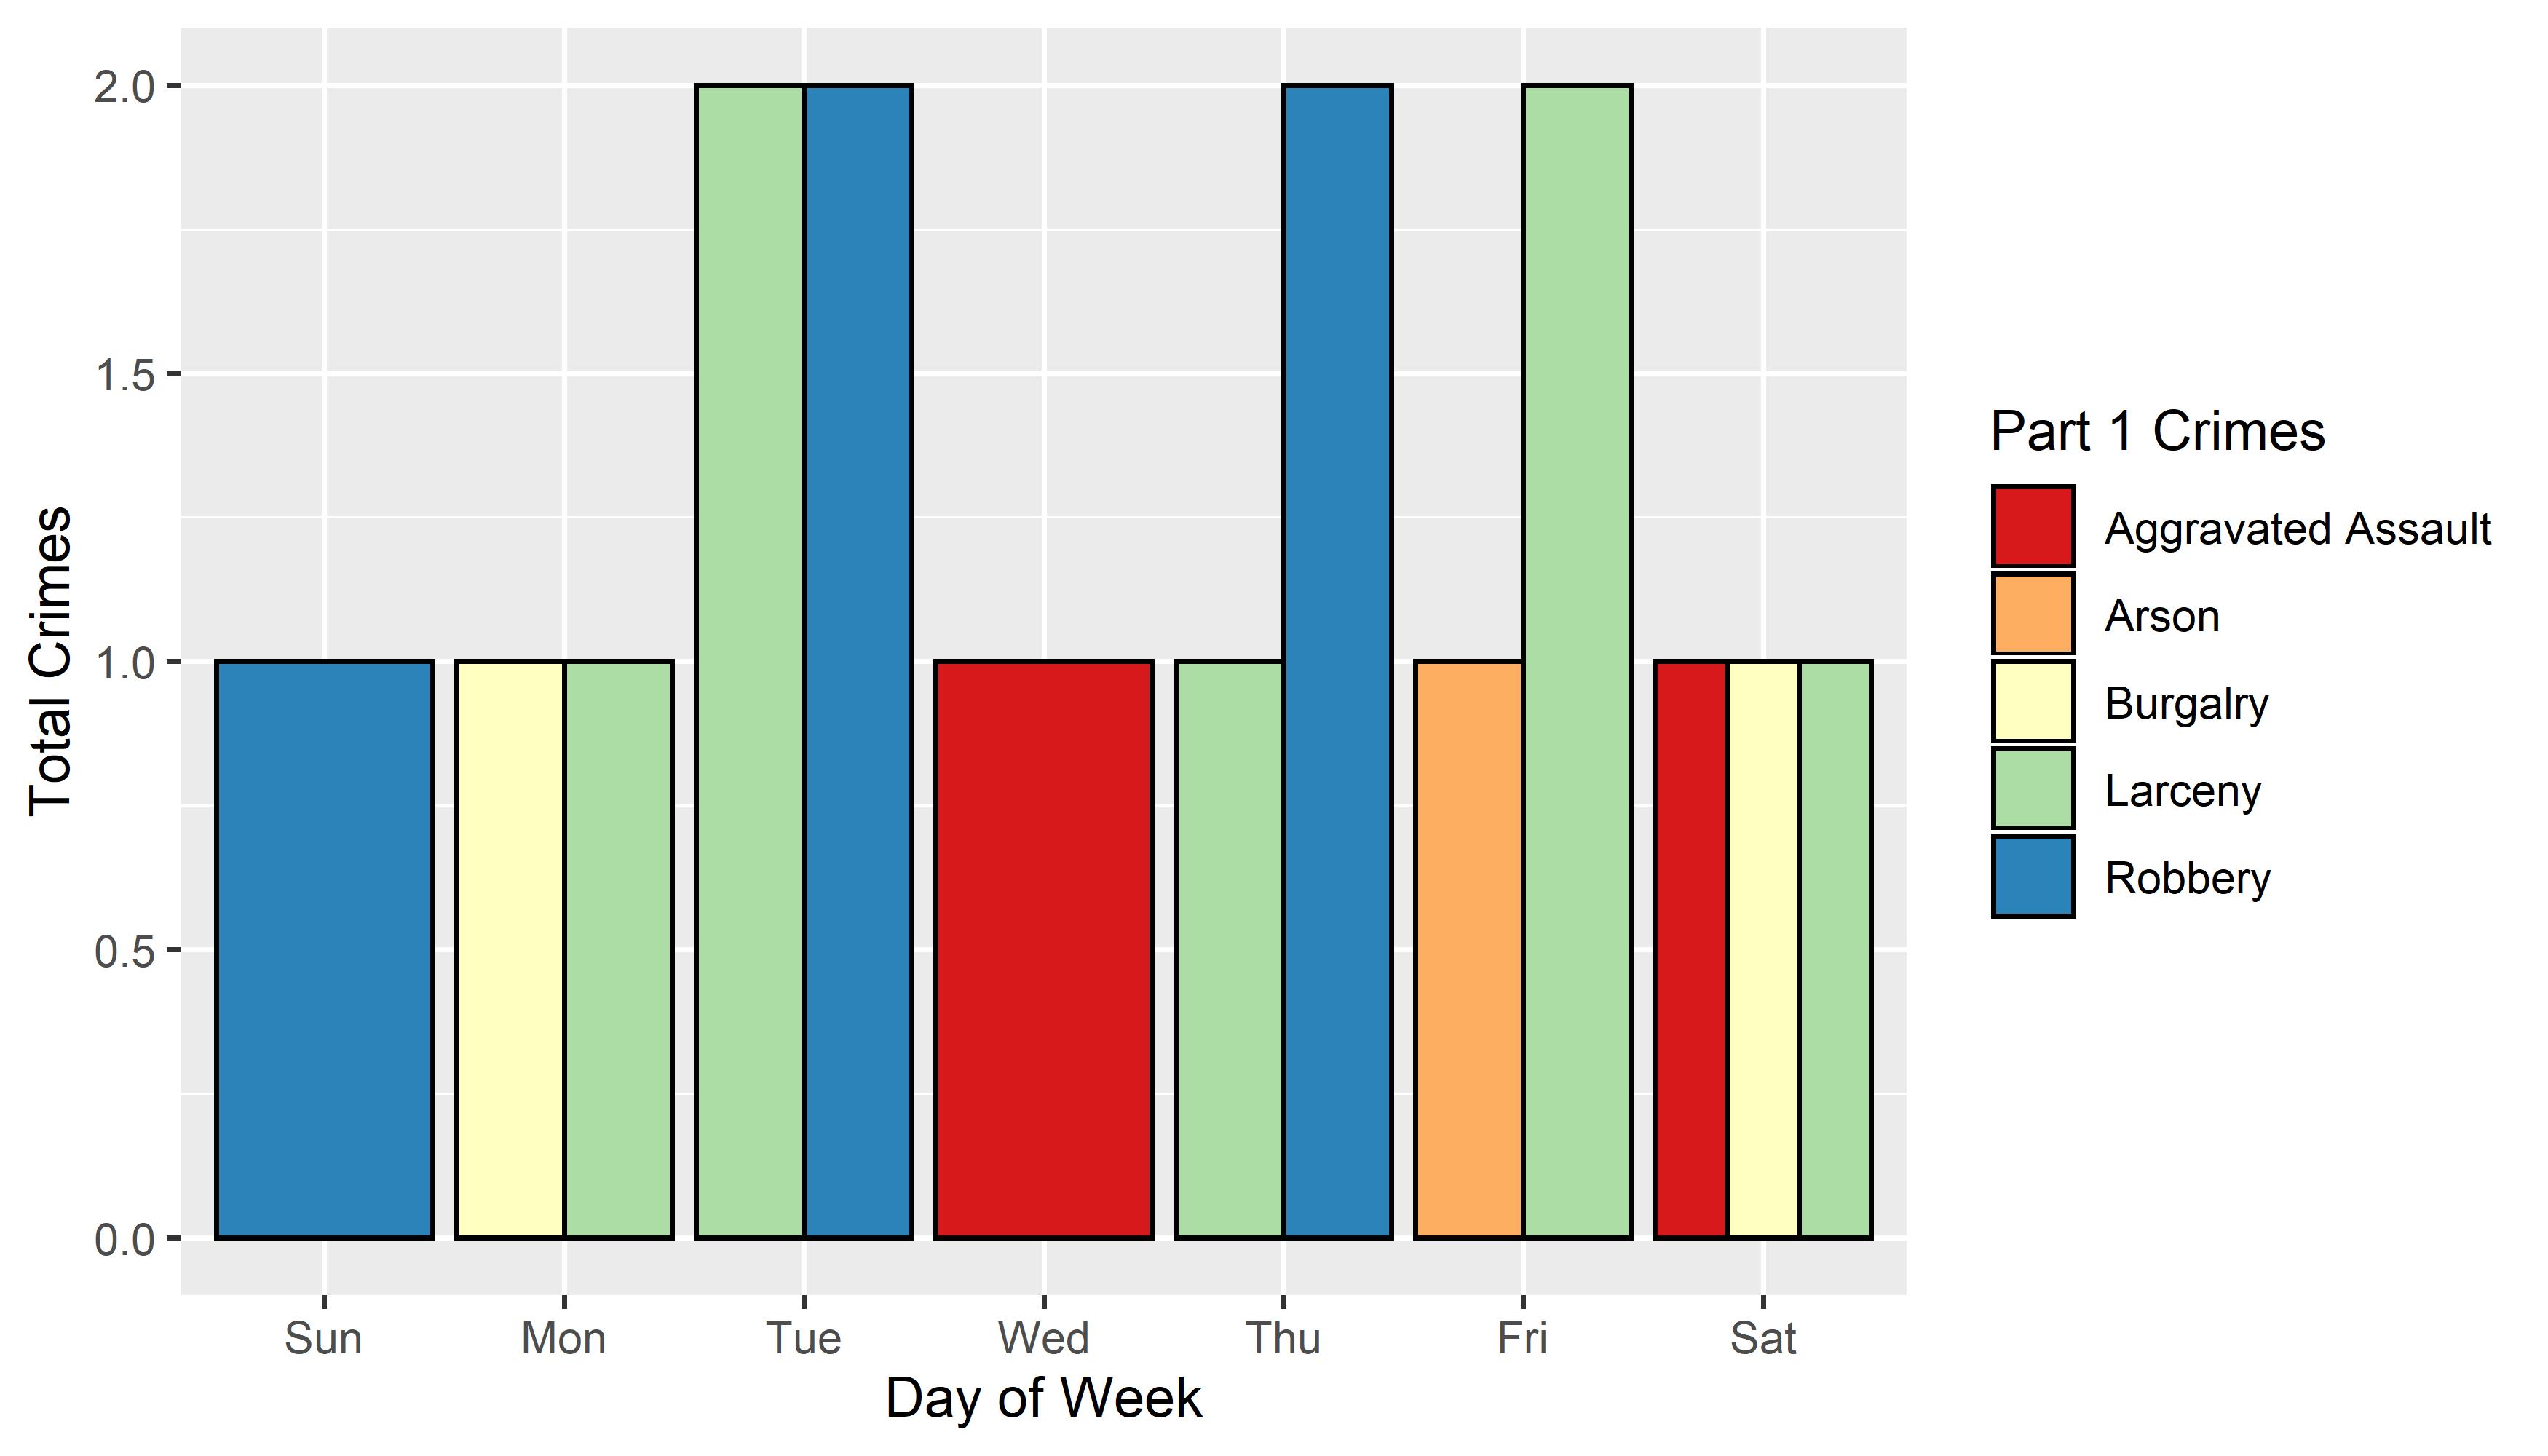 2.0
1.5
1.0
0.5
0.0
Total Crimes
Sun Mon Tue Wed Thu Fri Sat
Day of Week
Part 1 Crimes
Aggravated Assault
Arson
Burgalry
Larceny
Robbery